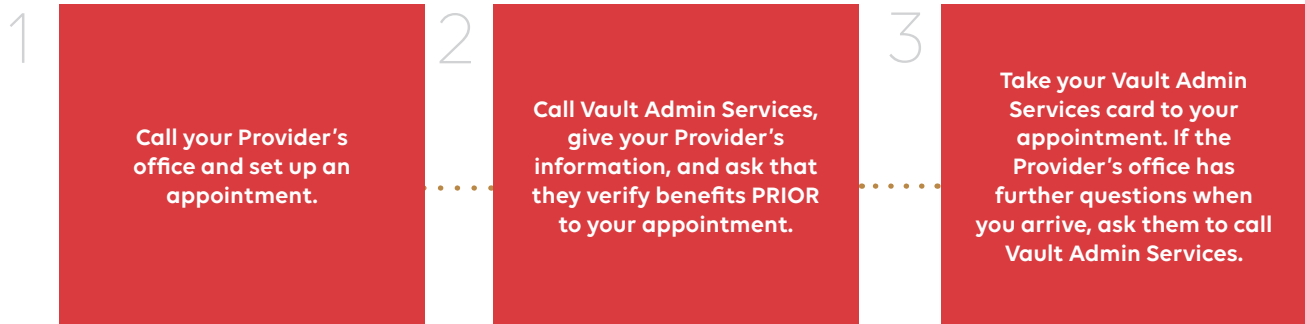 1
Call your Provider's
office and set up an
appointment.
2
Call Vault Admin Services,
give your Provider's
information, and ask that
they verify benefits PRIOR
to your appointment.
3
Take your Vault Admin
Services card to your
appointment. If the
Provider's office has
further questions when
you arrive, ask them to call
Vault Admin Services.